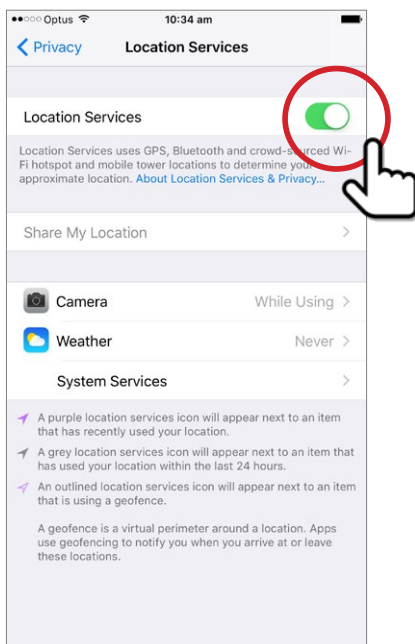 ●●○○○ Optus 10:34 am
Privacy Location Services
Location Services
Location Services uses GPS, Bluetooth and crowd-sourced Wi-
Fi hotspot and mobile tower locations to determine your
approximate location. About Location Services & Privacy...
Share My Location
Camera While Using
Weather Never
System Services
A purple location services icon will appear next to an item
that has recently used your location.
A grey location services icon will appear next to an item that
has used your location within the last 24 hours.
An outlined location services icon will appear next to an item
that is using a geofence.
A geofence is a virtual perimeter around a location. Apps
use geofencing to notify you when you arrive at or leave
these locations.